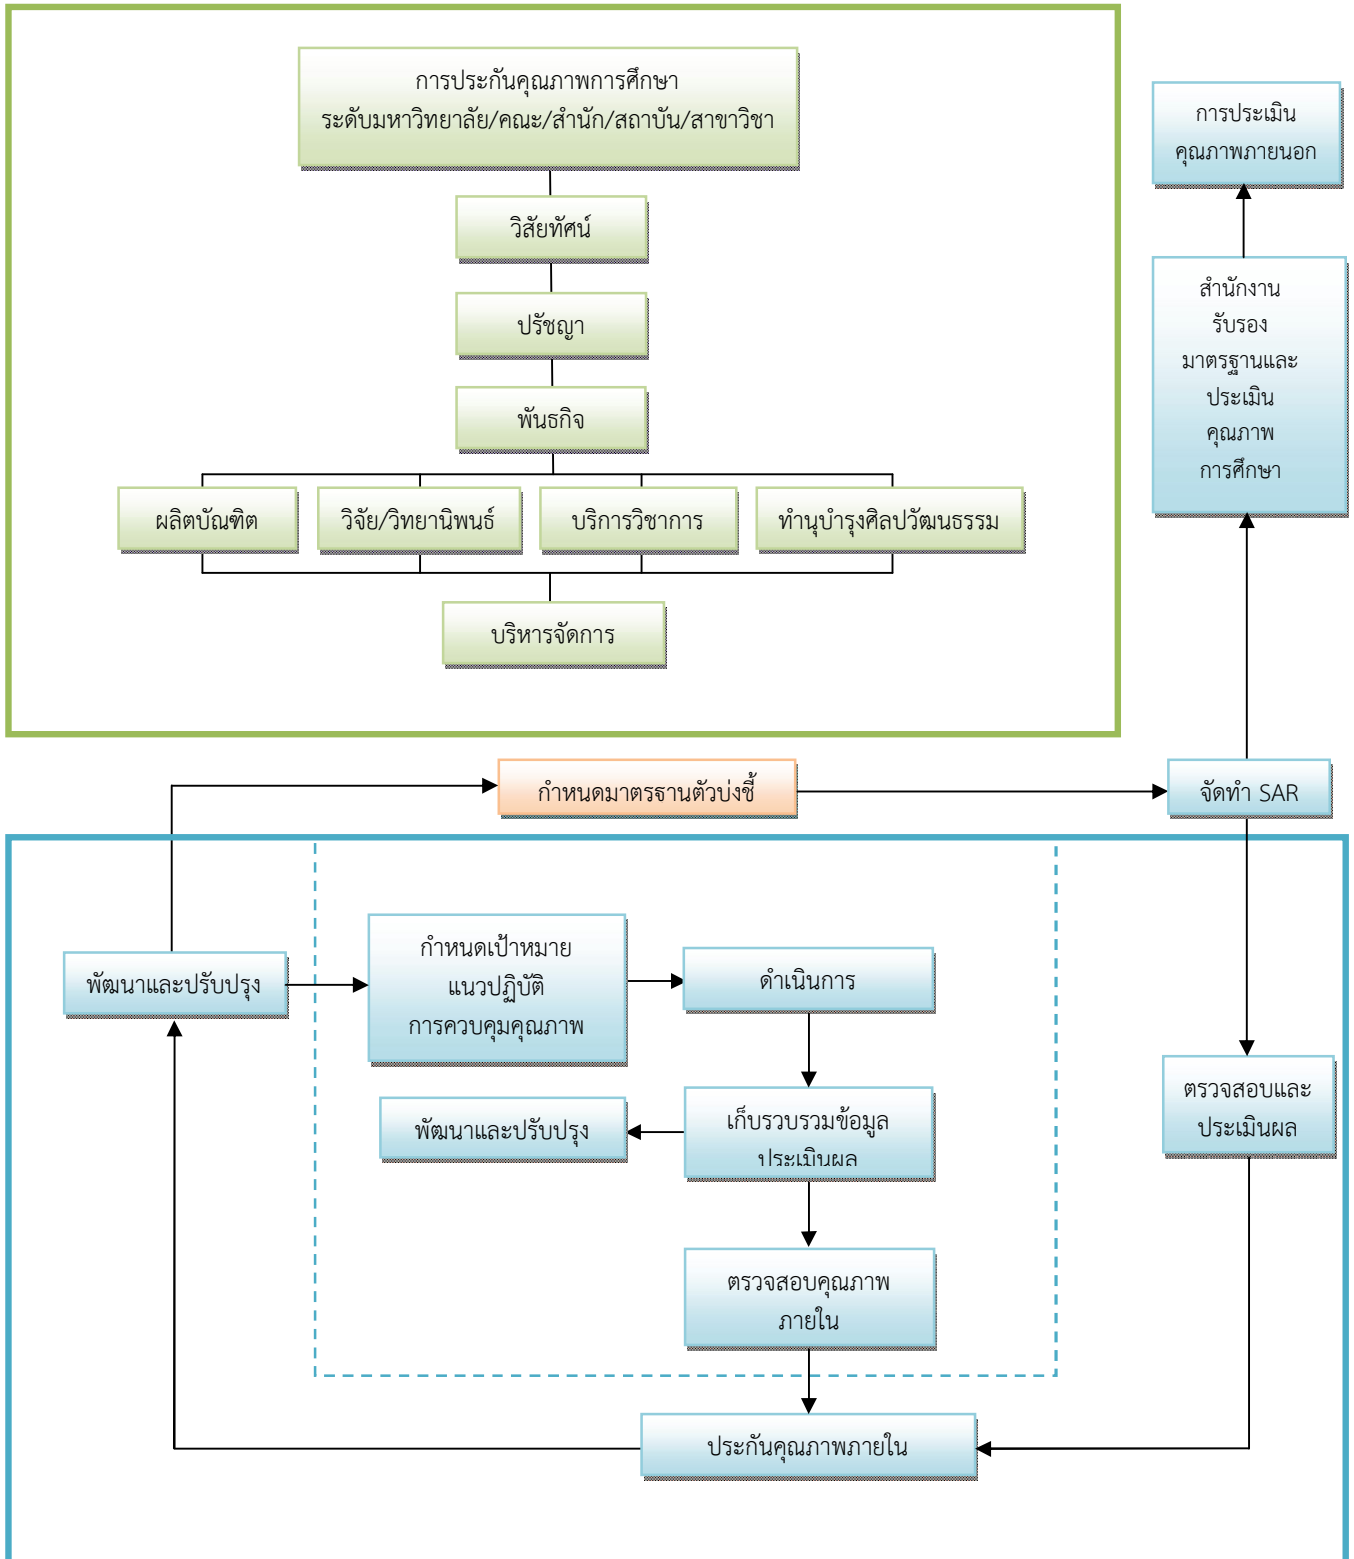 การประกันคุณภาพการศึกษา
ระดับมหาวิทยาลัย/คณะ/สำนัก/สถาบัน/สาขาวิชา
วิสัยทัศน์
ปรัชญา
พันธกิจ
ผลิตบัณฑิต
วิจัย/วิทยานิพนธ์
บริการวิชาการ
ทำนุบำรุงศิลปวัฒนธรรม
บริหารจัดการ
การประเมิน
คุณภาพภายนอก
สำนักงาน
รับรอง
มาตรฐานและ
ประเมิน
คุณภาพ
การศึกษา
กำหนดมาตรฐานตัวบ่งชี้
จัดทำ SAR
พัฒนาและปรับปรุง
กำหนดเป้าหมาย
แนวปฏิบัติ
การควบคุมคุณภาพ
ดำเนินการ
พัฒนาและปรับปรุง
เก็บรวบรวมข้อมูล
ประเมินผล
ตรวจสอบและ
ประเมินผล
ตรวจสอบคุณภาพ
ภายใน
ประกันคุณภาพภายใน